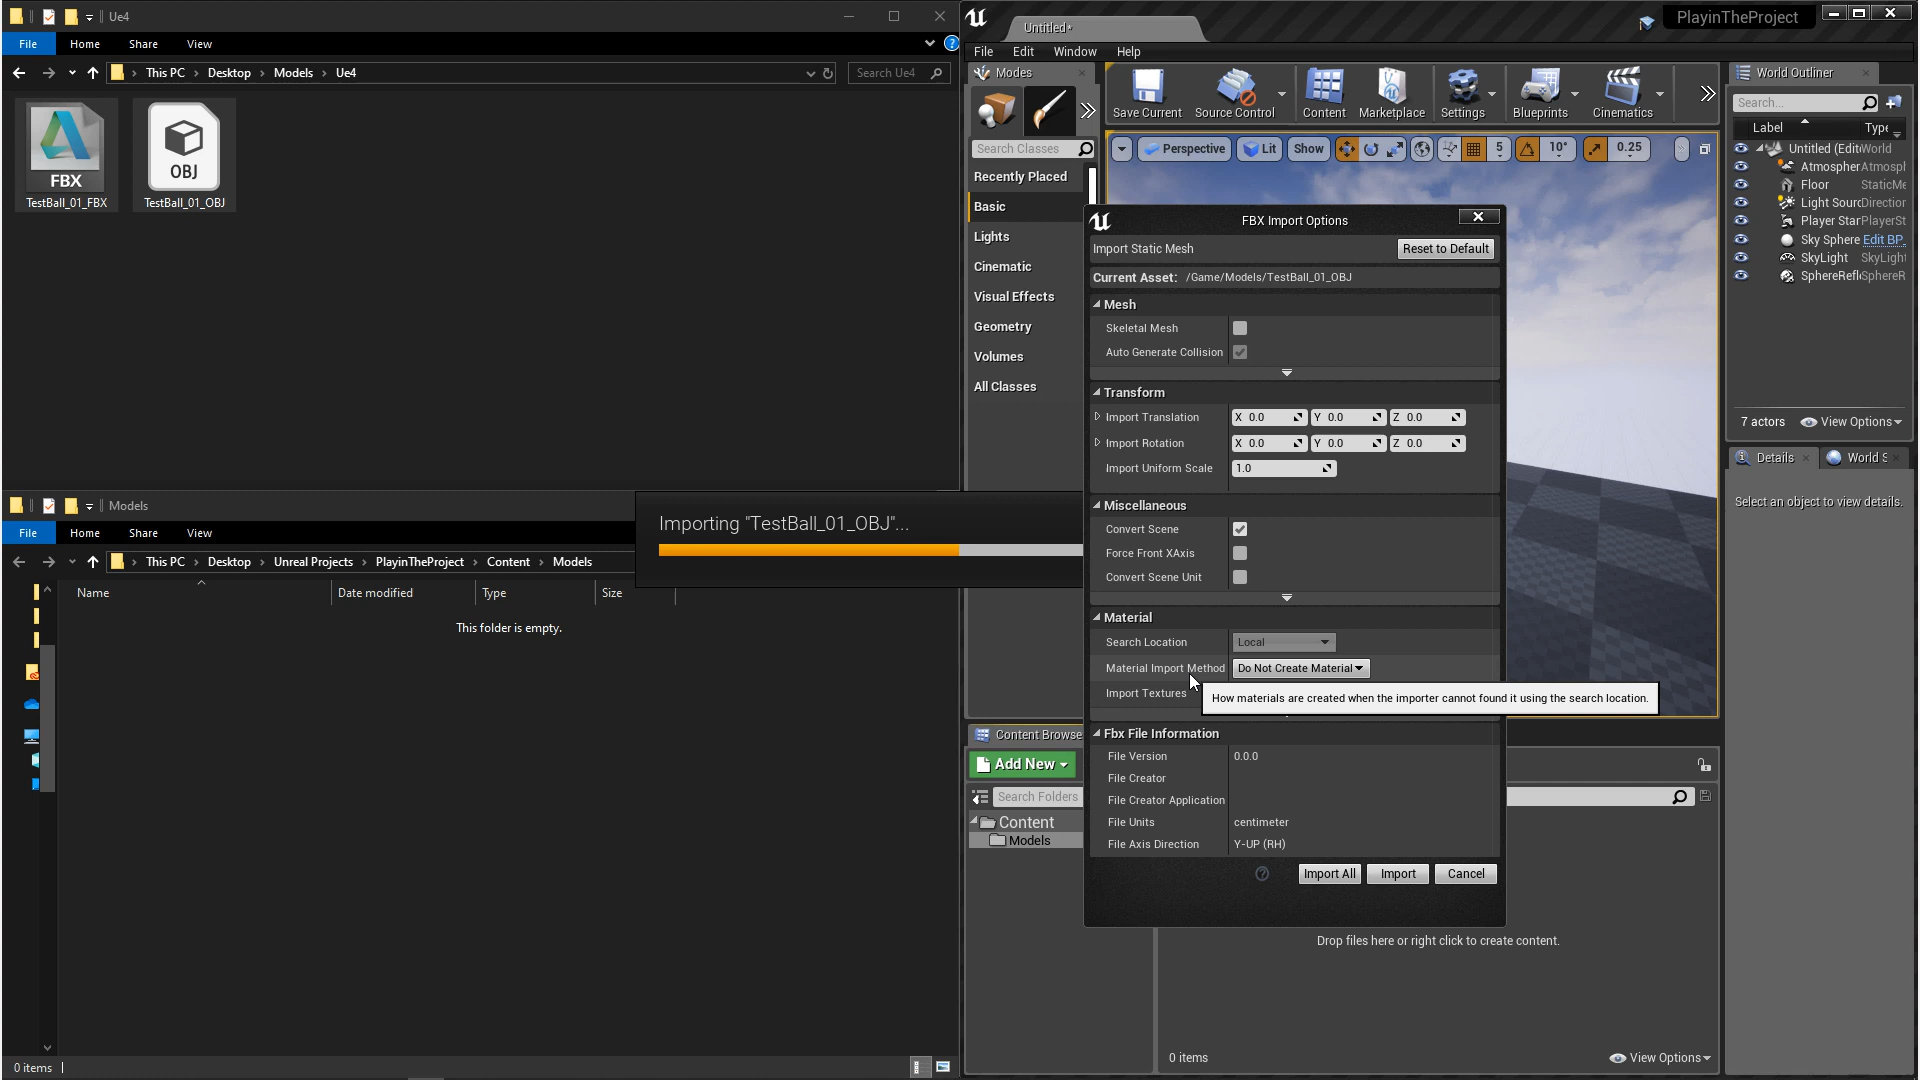 Ue4
File Home Share View
This PC > Desktop > Models > Ue4
Search Ue4
FBX
OBJ
TestBall_01_FBX
TestBall_01_OBJ
Models
File Home Share View
This PC > Desktop > Unreal Projects > PlayinTheProject > Content > Models
Name Date modified Type Size
This folder is empty.
0 items
Importing "TestBall_01_OBJ"...
Untitled*
PlayinTheProject
File Edit Window Help
Modes
Save Current Source Control Content Marketplace Settings Blueprints Cinematics
Search Classes
Recently Placed
Basic
Lights
Cinematic
Visual Effects
Geometry
Volumes
All Classes
Perspective Lit Show 5 10° 0.25
FBX Import Options
Import Static Mesh
Reset to Default
Current Asset: /Game/Models/TestBall_01_OBJ
Mesh
Skeletal Mesh
Auto Generate Collision
Transform
Import Translation X 0.0 Y 0.0 Z 0.0
Import Rotation X 0.0 Y 0.0 Z 0.0
Import Uniform Scale 1.0
Miscellaneous
Convert Scene
Force Front XAxis
Convert Scene Unit
Material
Search Location Local
Material Import Method Do Not Create Material
Import Textures
How materials are created when the importer cannot found it using the search location.
Fbx File Information
File Version 0.0.0
File Creator
File Creator Application
File Units centimeter
File Axis Direction Y-UP (RH)
Import All Import Cancel
Content Browse
Add New
Search Folders
Content
Models
Drop files here or right click to create content.
0 items
View Options
World Outliner
Search...
Label Type
Untitled (Edit World
Atmospher Atmosp
Floor StaticMe
Light Sourc Direction
Player Star PlayerSt
Sky Sphere Edit BP_
SkyLight SkyLight
SphereRefl SphereR
7 actors
View Options
Details World S
Select an object to view details.